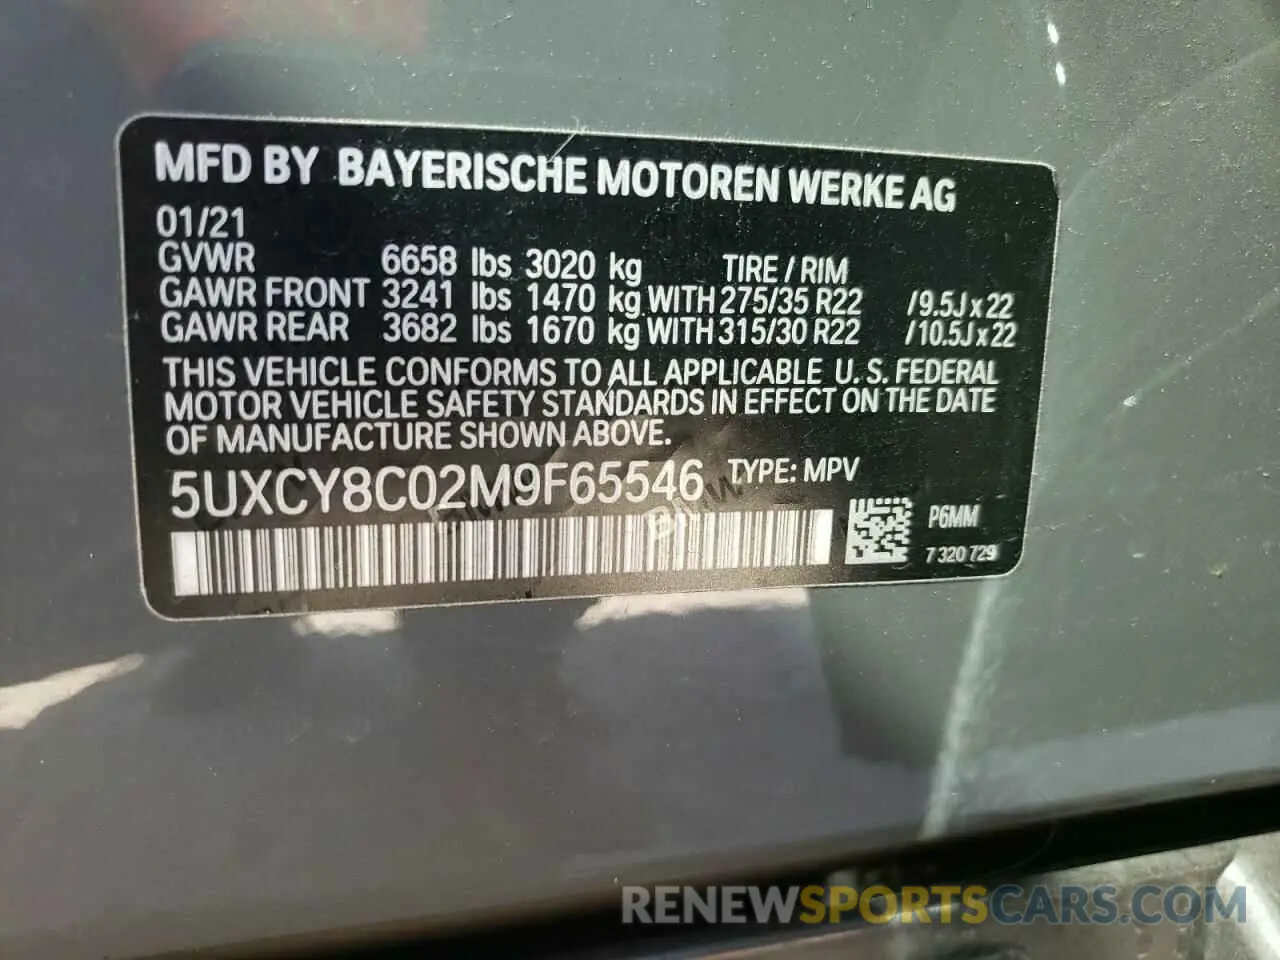 MFD BY BAYERISCHE MOTOREN WERKE AG
01/21
GVWR 6658 lbs 3020 kg TIRE / RIM
GAWR FRONT 3241 lbs 1470 kg WITH 275/35 R22 /9.5J x 22
GAWR REAR 3682 lbs 1670 kg WITH 315/30 R22 /10.5J x 22
THIS VEHICLE CONFORMS TO ALL APPLICABLE U. S. FEDERAL
MOTOR VEHICLE SAFETY STANDARDS IN EFFECT ON THE DATE
OF MANUFACTURE SHOWN ABOVE.
5UXCY8C02M9F65546 TYPE: MPV
P6MM
7 320 729
RENEWSPORTSCARS.COM